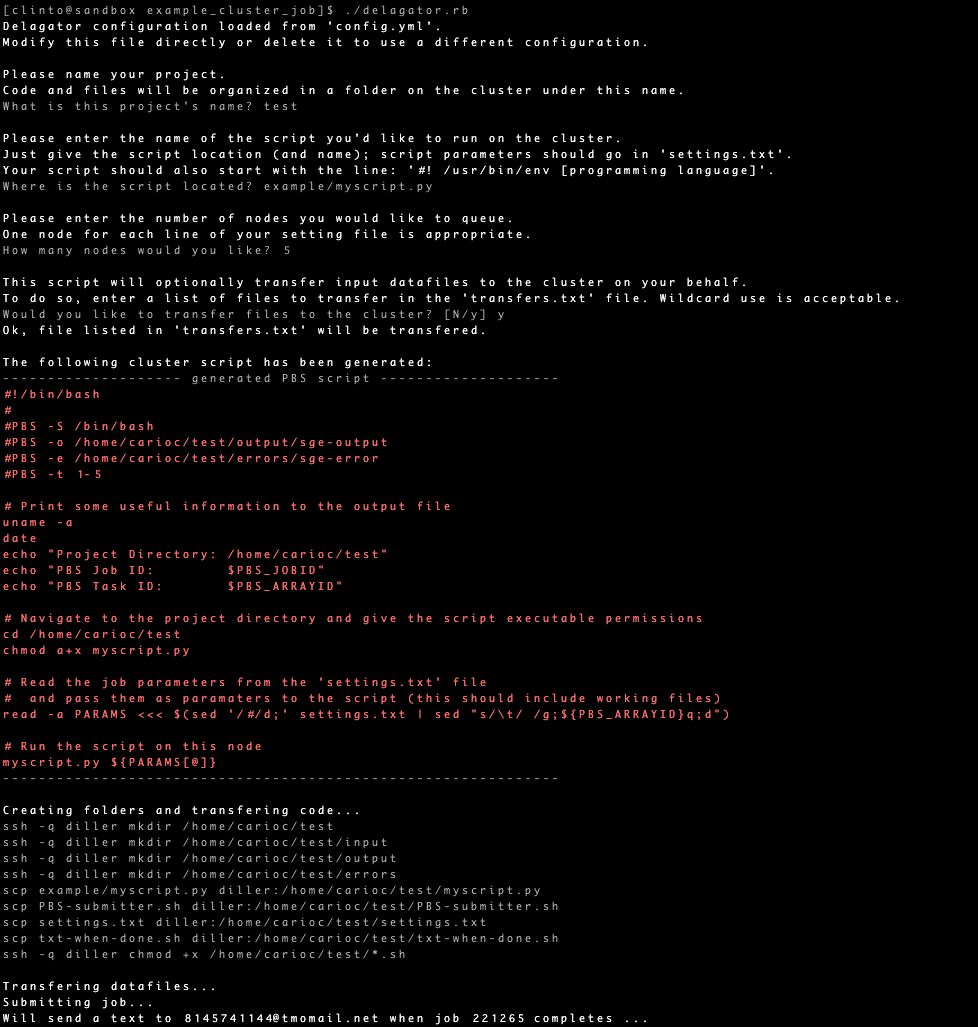 [clinto@sandbox example_cluster_job]$ ./delagator.rb
Delagator configuration loaded from 'config.yml'.
Modify this file directly or delete it to use a different configuration.
Please name your project.
Code and files will be organized in a folder on the cluster under this name.
What is this project's name? test
Please enter the name of the script you'd like to run on the cluster.
Just give the script location (and name); script parameters should go in 'settings.txt'.
Your script should also start with the line: '#! /usr/bin/env [programming language]'.
Where is the script located? example/myscript.py
Please enter the number of nodes you would like to queue.
One node for each line of your setting file is appropriate.
How many nodes would you like? 5
This script will optionally transfer input datafiles to the cluster on your behalf.
To do so, enter a list of files to transfer in the 'transfers.txt' file. Wildcard use is acceptable.
Would you like to transfer files to the cluster? [N/y] y
Ok, file listed in 'transfers.txt' will be transfered.
The following cluster script has been generated:
-------------------- generated PBS script --------------------
#!/bin/bash
#
#PBS -S /bin/bash
#PBS -o /home/carioc/test/output/sge-output
#PBS -e /home/carioc/test/errors/sge-error
#PBS -t 1-5
# Print some useful information to the output file
uname -a
date
echo "Project Directory: /home/carioc/test"
echo "PBS Job ID:        $PBS_JOBID"
echo "PBS Task ID:       $PBS_ARRAYID"
# Navigate to the project directory and give the script executable permissions
cd /home/carioc/test
chmod a+x myscript.py
# Read the job parameters from the 'settings.txt' file
#  and pass them as paramaters to the script (this should include working files)
read -a PARAMS <<< $(sed '/#/d;' settings.txt | sed "s/\t/ /g;${PBS_ARRAYID}q;d")
# Run the script on this node
myscript.py ${PARAMS[@]}
--------------------------------------------------------------
Creating folders and transfering code...
ssh -q diller mkdir /home/carioc/test
ssh -q diller mkdir /home/carioc/test/input
ssh -q diller mkdir /home/carioc/test/output
ssh -q diller mkdir /home/carioc/test/errors
scp example/myscript.py diller:/home/carioc/test/myscript.py
scp PBS-submitter.sh diller:/home/carioc/test/PBS-submitter.sh
scp settings.txt diller:/home/carioc/test/settings.txt
scp txt-when-done.sh diller:/home/carioc/test/txt-when-done.sh
ssh -q diller chmod +x /home/carioc/test/*.sh
Transfering datafiles...
Submitting job...
Will send a text to 8145741144@tmomail.net when job 221265 completes ...